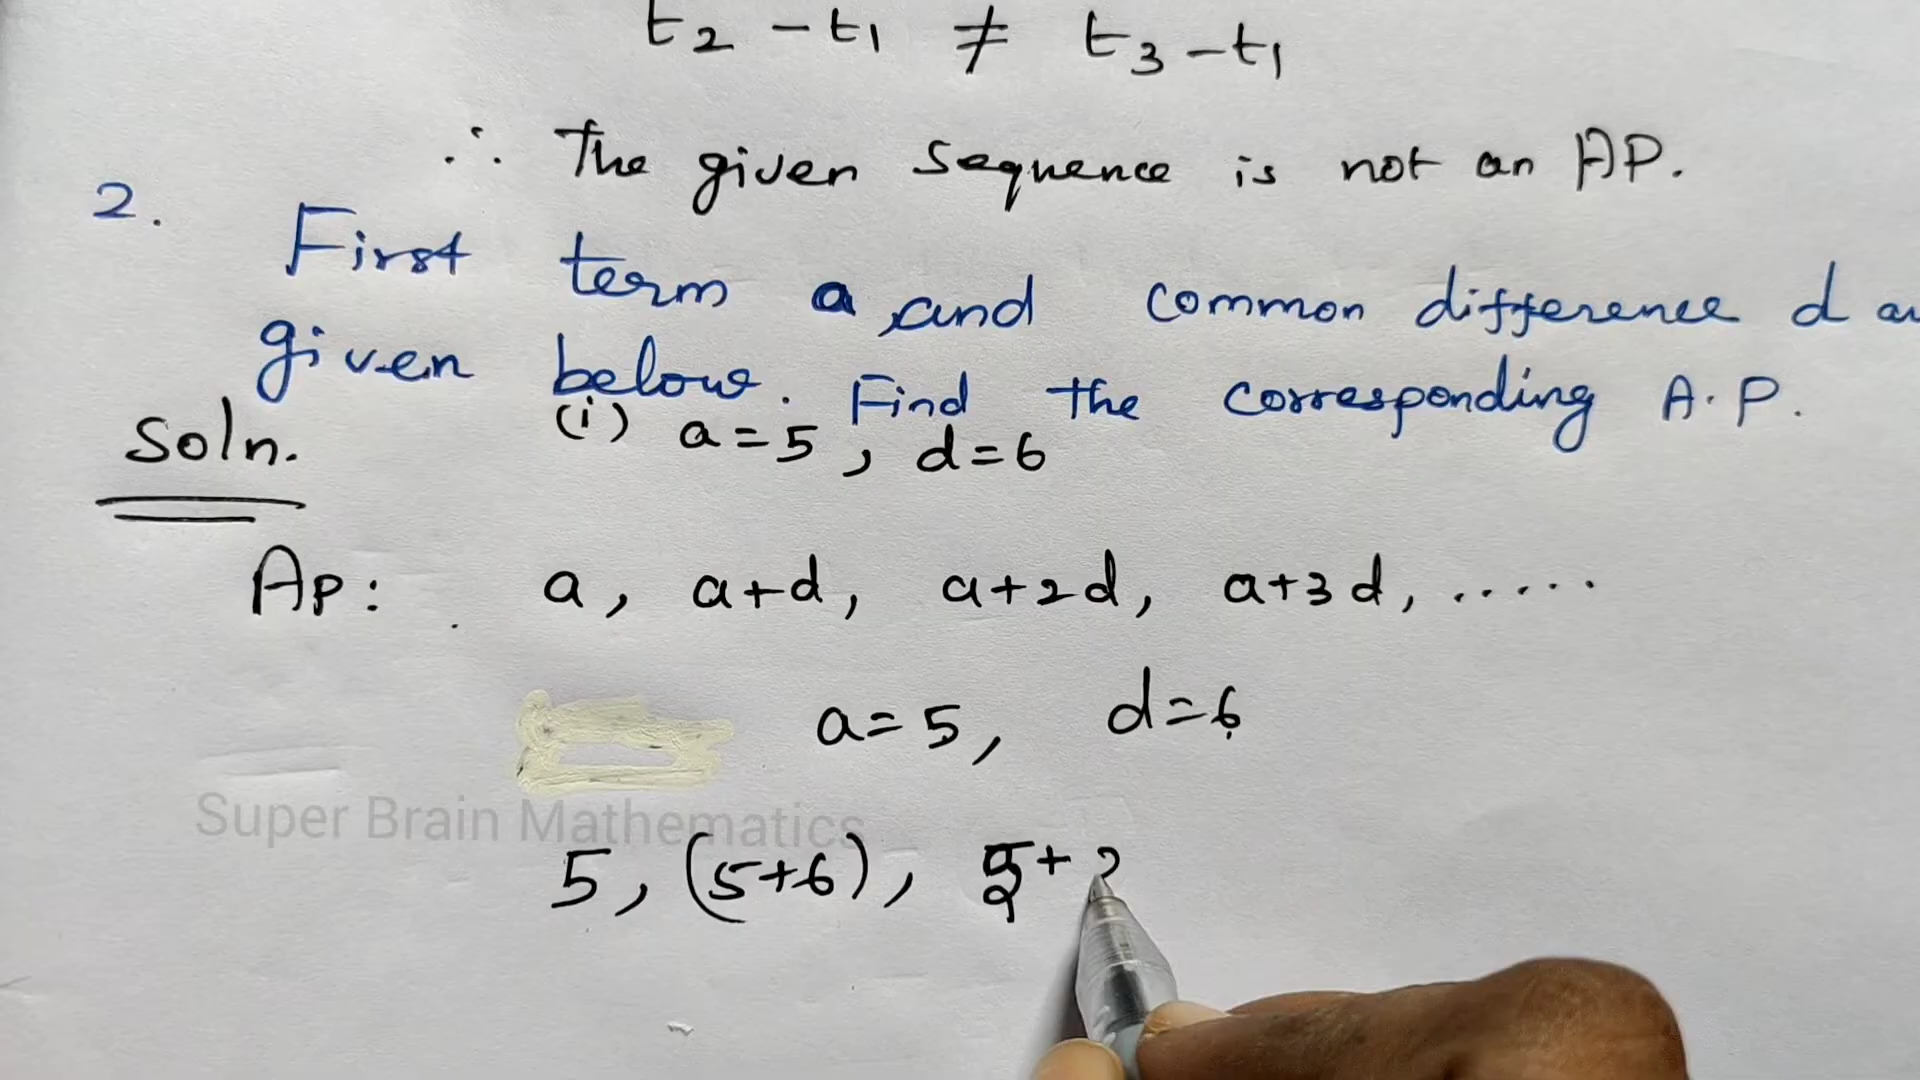 t2 - t1 ≠ t3 - t1
∴ The given sequence is not an AP.
2. First term a and common difference d
given below. Find the corresponding A.P.
Soln. (i) a=5, d=6
AP: a, a+d, a+2d, a+3d, .....
a=5, d=6
Super Brain Mathematics
5, (5+6), 5+2